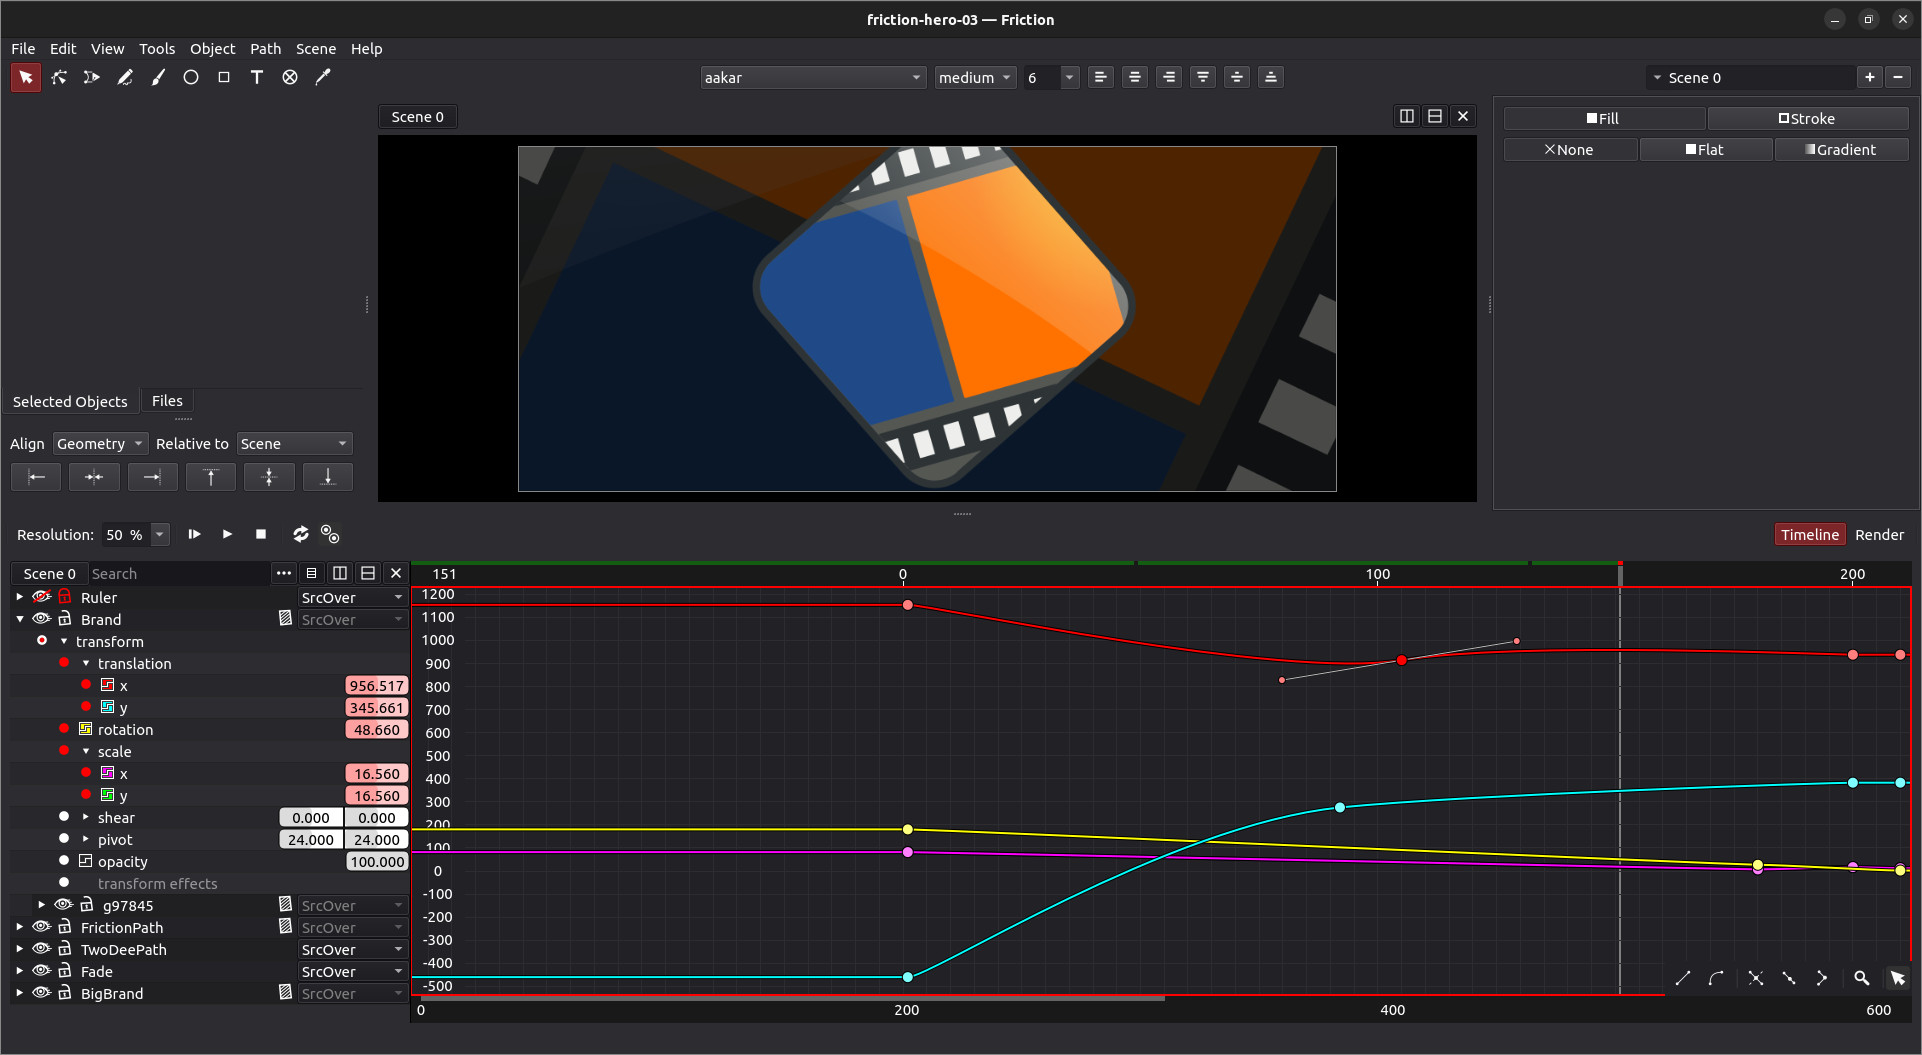 friction-hero-03 — Friction
File Edit View Tools Object Path Scene Help
aakar medium 6 Scene 0
Scene 0
Fill Stroke
None Flat Gradient
Selected Objects Files
Align Geometry Relative to Scene
Resolution: 50 % Timeline Render
Scene 0 Search 151 0 100 200
Ruler SrcOver
Brand SrcOver
transform
translation
x 956.517
y 345.661
rotation 48.660
scale
x 16.560
y 16.560
shear 0.000 0.000
pivot 24.000 24.000
opacity 100.000
transform effects
g97845 SrcOver
FrictionPath SrcOver
TwoDeePath SrcOver
Fade SrcOver
BigBrand SrcOver
1200
1100
1000
900
800
700
600
500
400
300
200
100
0
-100
-200
-300
-400
-500
0 200 400 600